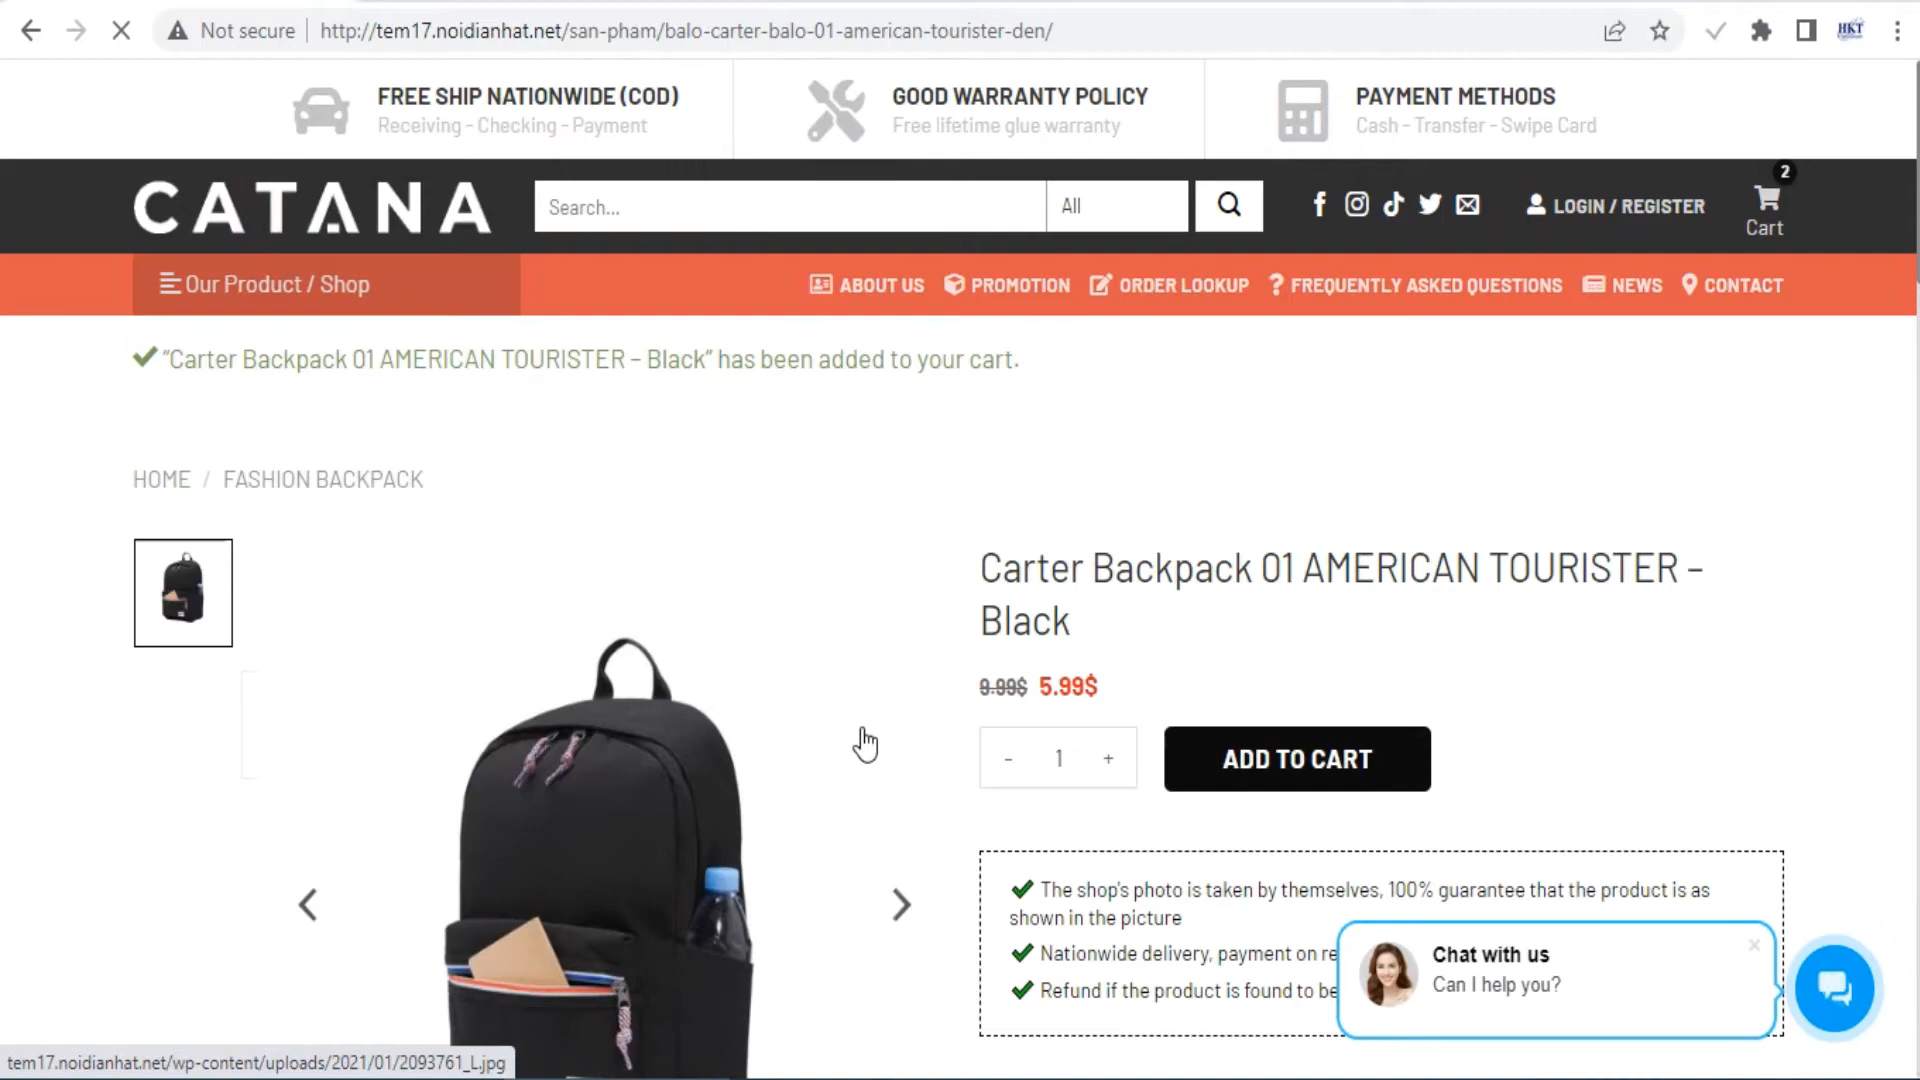 Not secure
http://tem17.noidianhat.net/san-pham/balo-carter-balo-01-american-tourister-den/
HKT
FREE SHIP NATIONWIDE (COD)
Receiving - Checking - Payment
GOOD WARRANTY POLICY
Free lifetime glue warranty
PAYMENT METHODS
Cash - Transfer - Swipe Card
CATANA
Search...
All
LOGIN / REGISTER
2
Cart
Our Product / Shop
ABOUT US
PROMOTION
ORDER LOOKUP
FREQUENTLY ASKED QUESTIONS
NEWS
CONTACT
"Carter Backpack 01 AMERICAN TOURISTER – Black" has been added to your cart.
HOME / FASHION BACKPACK
Carter Backpack 01 AMERICAN TOURISTER –
Black
9.99$ 5.99$
- 1 +
ADD TO CART
The shop's photo is taken by themselves, 100% guarantee that the product is as
shown in the picture
Nationwide delivery, payment on re
Refund if the product is found to be
Chat with us
Can I help you?
tem17.noidianhat.net/wp-content/uploads/2021/01/2093761_L.jpg